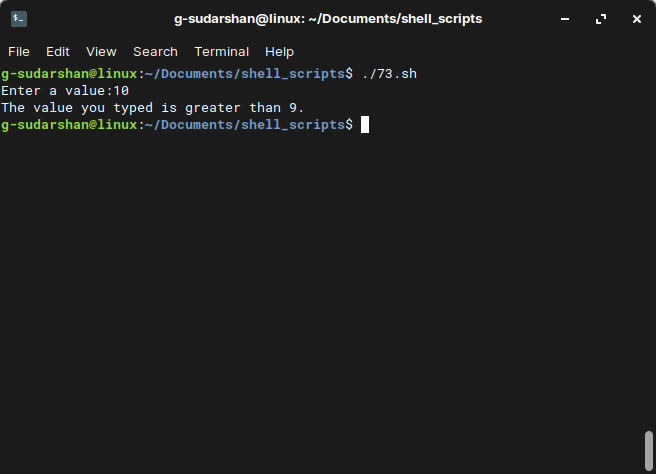 g-sudarshan@linux: ~/Documents/shell_scripts
File Edit View Search Terminal Help
g-sudarshan@linux:~/Documents/shell_scripts$ ./73.sh
Enter a value:10
The value you typed is greater than 9.
g-sudarshan@linux:~/Documents/shell_scripts$